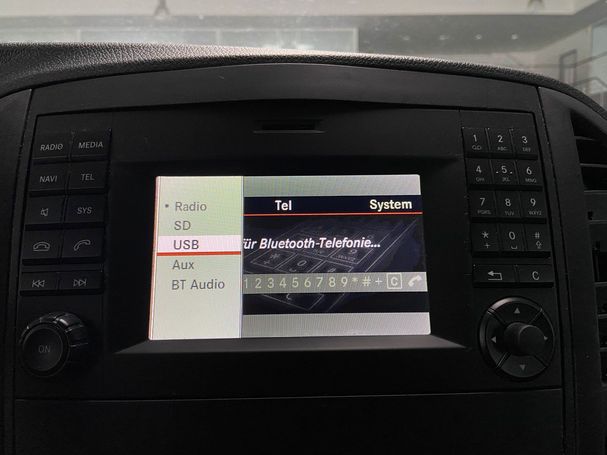 RADIO MEDIA
NAVI TEL
SYS
ON
• Radio
SD
USB
Aux
BT Audio
Tel System
ür Bluetooth-Telefonie...
1 2 3 4 5 6 7 8 9 * # + C
1 2 ABC 3 DEF
4 GHI 5 JKL 6 MNO
7 PQRS 8 TUV 9 WXYZ
* 0 #
+
C